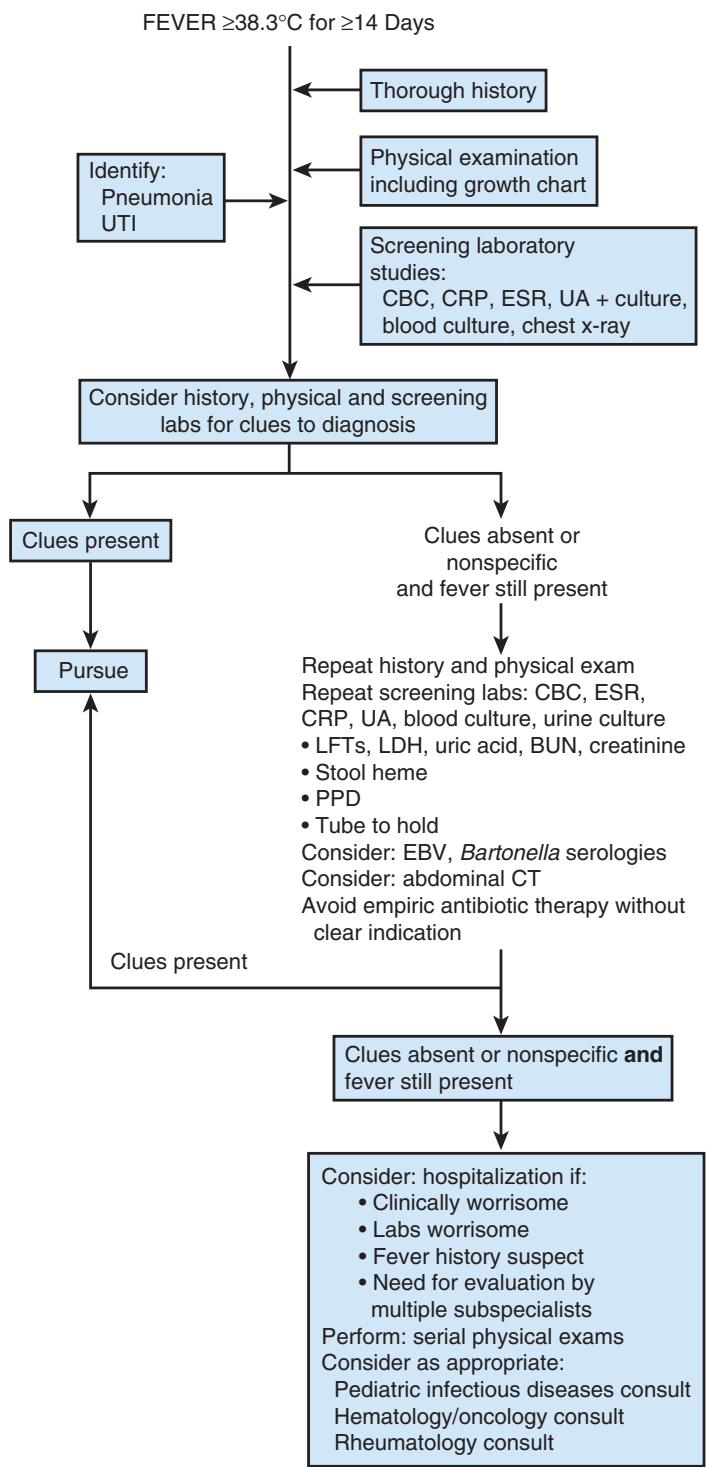 FEVER ≥38.3°C for ≥14 Days
Thorough history
Physical examination
including growth chart
Identify:
Pneumonia
UTI
Screening laboratory
studies:
CBC, CRP, ESR, UA + culture,
blood culture, chest x-ray
Consider history, physical and screening
labs for clues to diagnosis
Clues present
Clues absent or
nonspecific
and fever still present
Pursue
Repeat history and physical exam
Repeat screening labs: CBC, ESR,
CRP, UA, blood culture, urine culture
• LFTs, LDH, uric acid, BUN, creatinine
• Stool heme
• PPD
• Tube to hold
Consider: EBV, Bartonella serologies
Consider: abdominal CT
Avoid empiric antibiotic therapy without
clear indication
Clues present
Clues absent or nonspecific and
fever still present
Consider: hospitalization if:
• Clinically worrisome
• Labs worrisome
• Fever history suspect
• Need for evaluation by
multiple subspecialists
Perform: serial physical exams
Consider as appropriate:
Pediatric infectious diseases consult
Hematology/oncology consult
Rheumatology consult